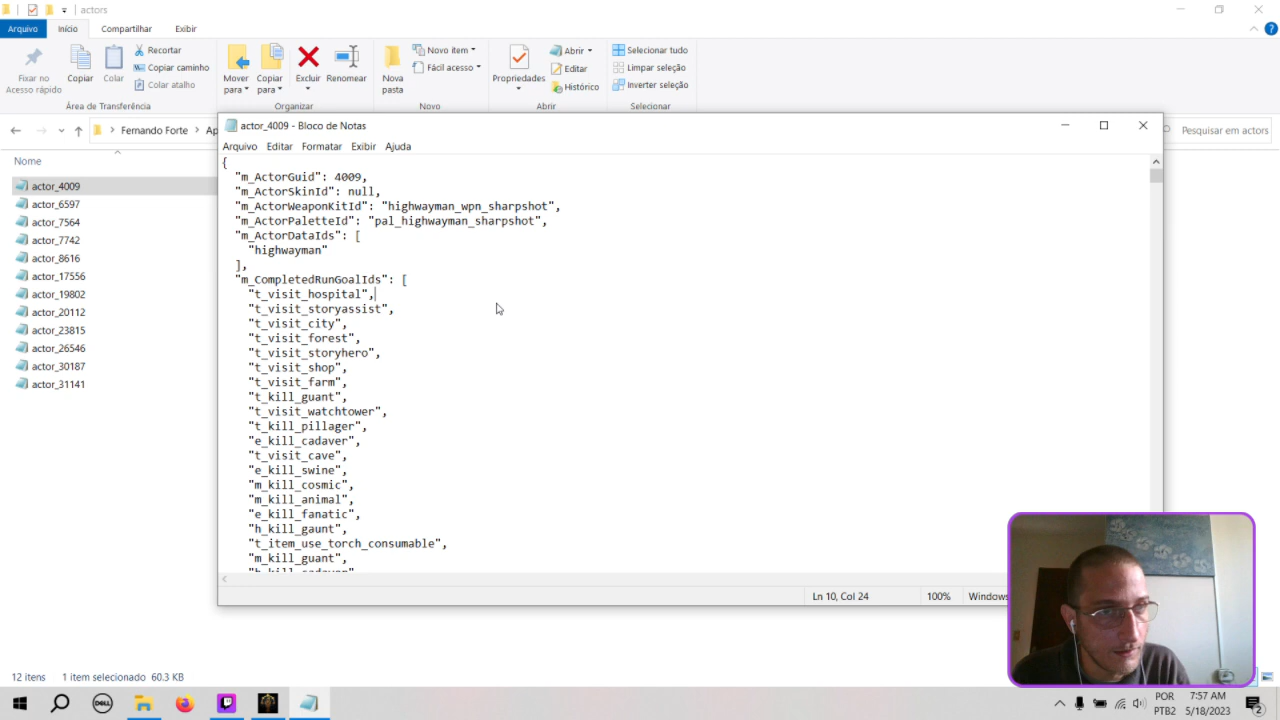 actors
Arquivo Início Compartilhar Exibir
Fixar no Acesso rápido
Copiar
Colar
Recortar
Copiar caminho
Colar atalho
Área de Transferência
Mover para
Copiar para
Excluir
Renomear
Organizar
Nova pasta
Novo item
Fácil acesso
Novo
Propriedades
Abrir
Editar
Histórico
Abrir
Selecionar tudo
Limpar seleção
Inverter seleção
Selecionar
Fernando Forte > Ap
Pesquisar em actors
Nome
actor_4009
actor_6597
actor_7564
actor_7742
actor_8616
actor_17556
actor_19802
actor_20112
actor_23815
actor_26546
actor_30187
actor_31141
actor_4009 - Bloco de Notas
Arquivo Editar Formatar Exibir Ajuda
{
"m_ActorGuid": 4009,
"m_ActorSkinId": null,
"m_ActorWeaponKitId": "highwayman_wpn_sharpshot",
"m_ActorPaletteId": "pal_highwayman_sharpshot",
"m_ActorDataIds": [
"highwayman"
],
"m_CompletedRunGoalIds": [
"t_visit_hospital",
"t_visit_storyassist",
"t_visit_city",
"t_visit_forest",
"t_visit_storyhero",
"t_visit_shop",
"t_visit_farm",
"t_kill_guant",
"t_visit_watchtower",
"t_kill_pillager",
"e_kill_cadaver",
"t_visit_cave",
"e_kill_swine",
"m_kill_cosmic",
"m_kill_animal",
"e_kill_fanatic",
"h_kill_gaunt",
"t_item_use_torch_consumable",
"m_kill_guant",
"h_kill_cadaver",
Ln 10, Col 24 100% Windows
12 itens 1 item selecionado 60.3 KB
DELL
POR
PTB2
7:57 AM
5/18/2023
2